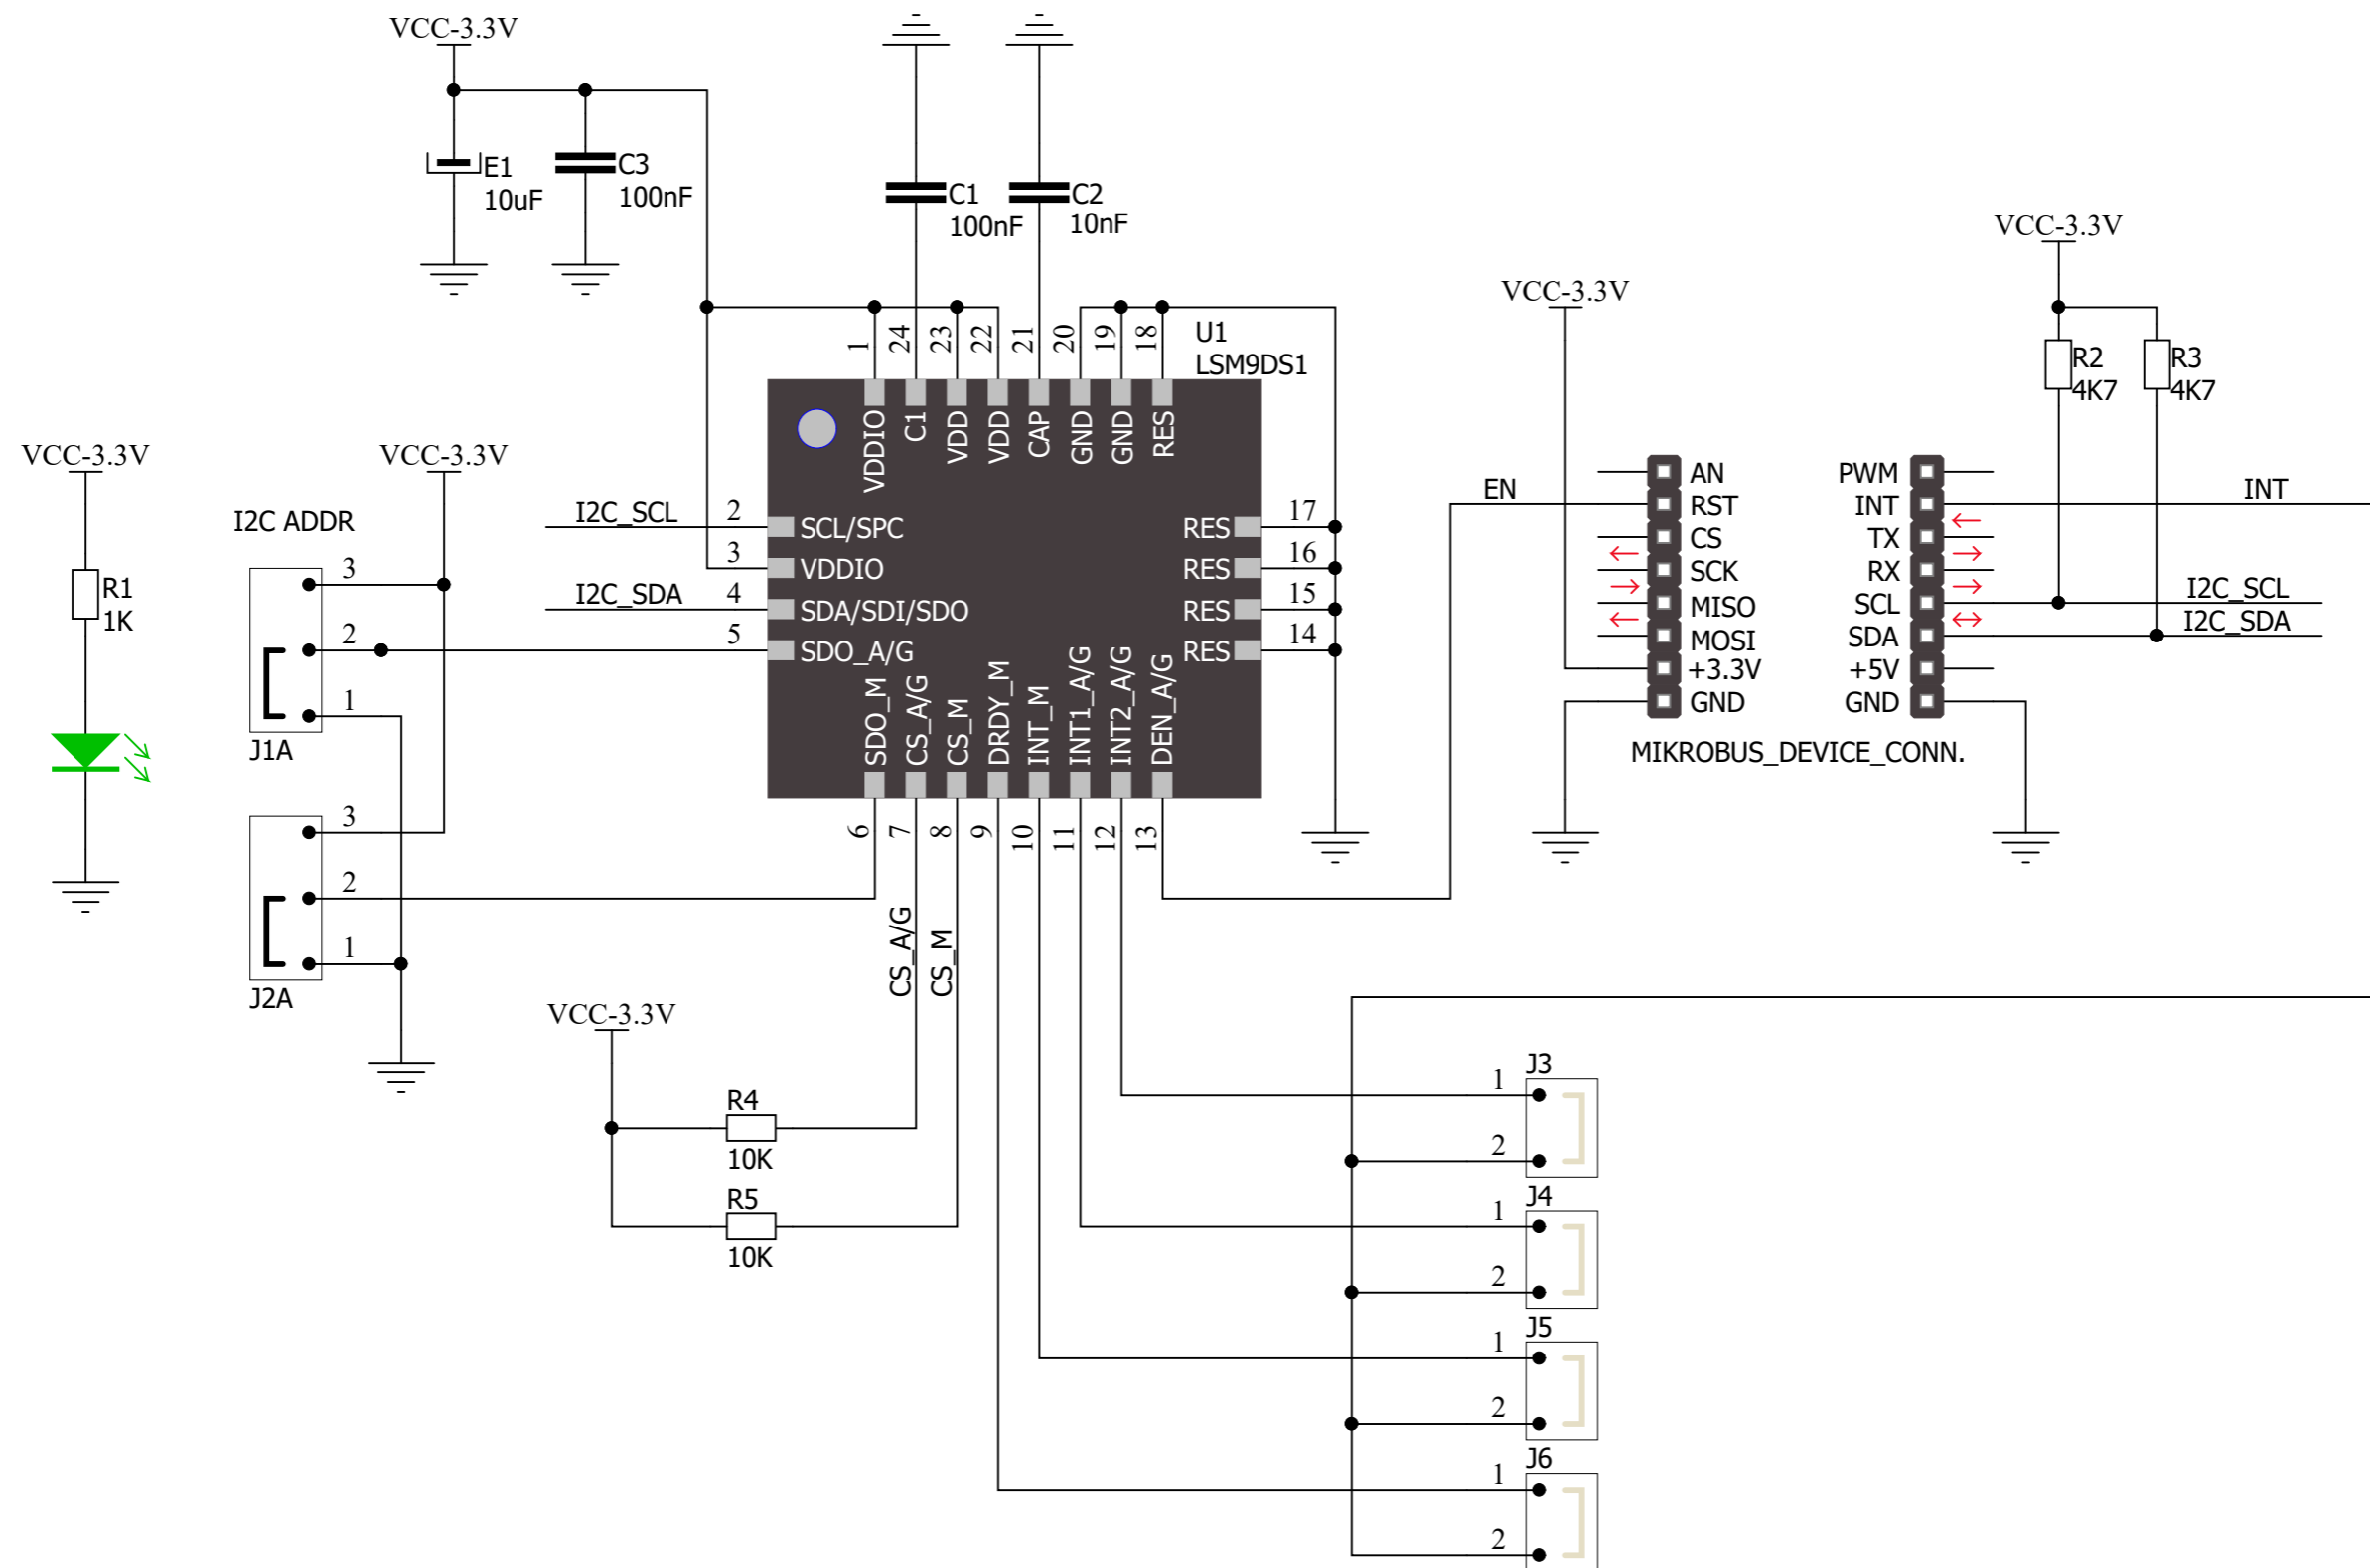 VCC-3.3V
E1
10uF
C3
100nF
C1
100nF
C2
10nF
VCC-3.3V
I2C ADDR
VCC-3.3V
R1
1K
3
2
1
J1A
3
2
1
J2A
U1
LSM9DS1
1
24
23
22
21
20
19
18
VDDIO
C1
VDD
VDD
CAP
GND
GND
RES
I2C_SCL
2
SCL/SPC
3
VDDIO
I2C_SDA
4
SDA/SDI/SDO
5
SDO_A/G
RES
17
RES
16
RES
15
RES
14
SDO_M
CS_A/G
CS_M
DRDY_M
INT_M
INT1_A/G
INT2_A/G
DEN_A/G
6
7
8
9
10
11
12
13
CS_A/G
CS_M
VCC-3.3V
R4
10K
R5
10K
VCC-3.3V
VCC-3.3V
R2
4K7
R3
4K7
EN
AN
RST
CS
SCK
MISO
MOSI
+3.3V
GND
PWM
INT
TX
RX
SCL
SDA
+5V
GND
INT
I2C_SCL
I2C_SDA
MIKROBUS_DEVICE_CONN.
J3
1
2
J4
1
2
J5
1
2
J6
1
2